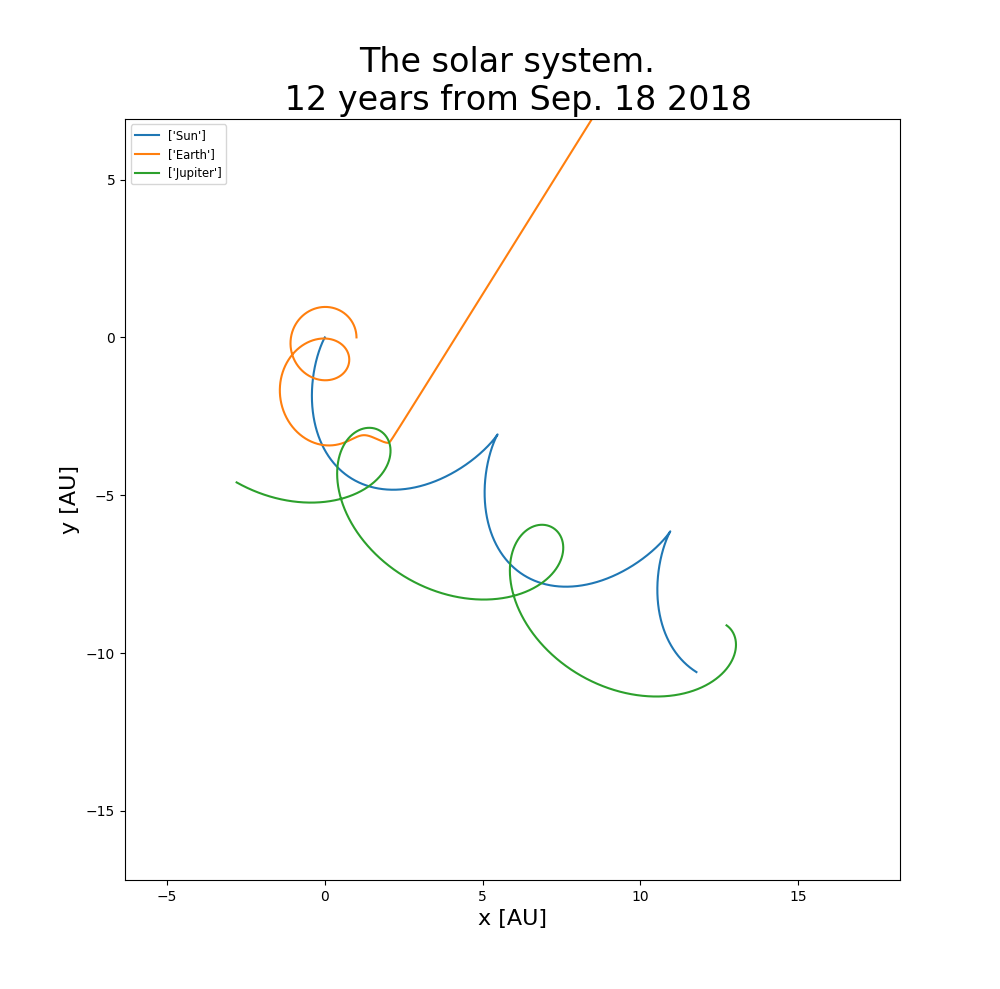 The solar system.
12 years from Sep. 18 2018
['Sun']
['Earth']
['Jupiter']
5
0
−5
−10
−15
y [AU]
−5
0
5
10
15
x [AU]